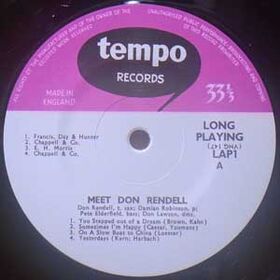 tempo
RECORDS
MADE IN
ENGLAND
33⅓
LONG
PLAYING
LAP1
A
1. Francis, Day & Hunter
2. Chappell & Co.
3. E. H. Morris
4. Chappell & Co.
MEET DON RENDELL
Don Rendell, t. sax; Damian Robinson, p;
Pete Elderfield, bars; Don Lawson, dms.
1. You Stepped out of a Dream (Brown, Kahn)
2. Sometimes I'm Happy (Caesar, Youmans)
3. On A Slow Boat to China (Loesser)
4. Yesterdays (Kern; Harbach)